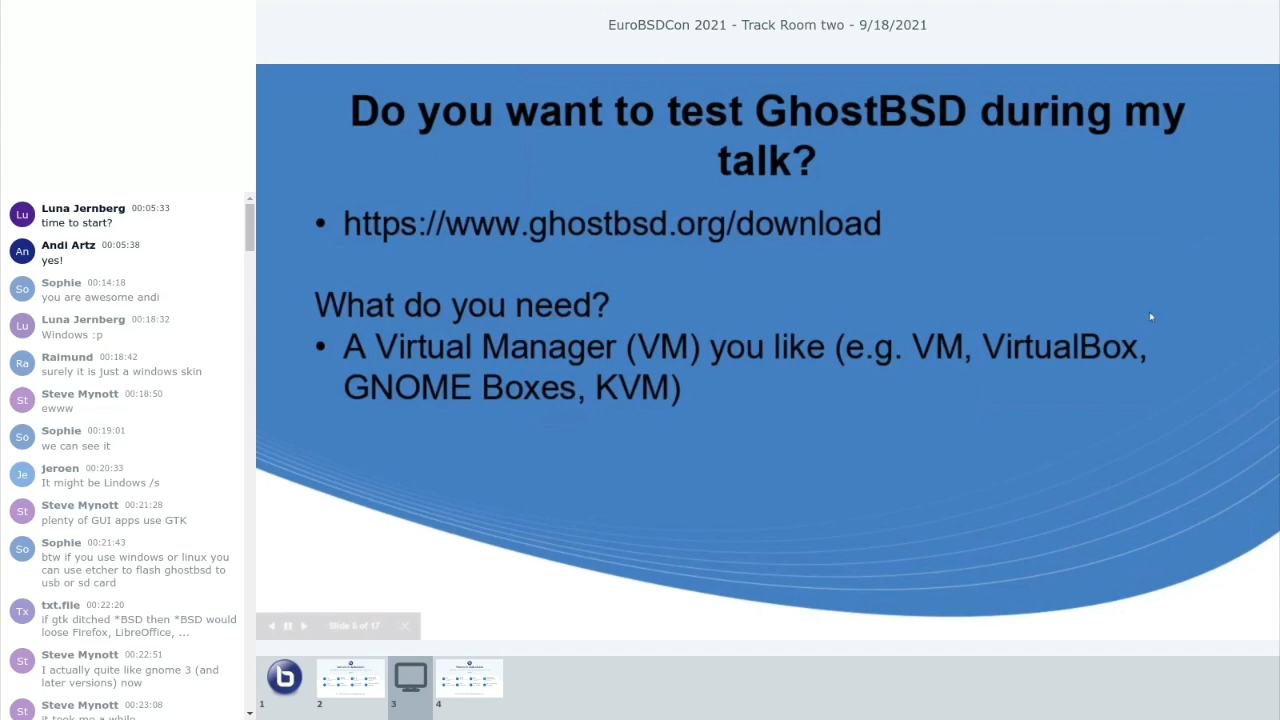 EuroBSDCon 2021 - Track Room two - 9/18/2021
Do you want to test GhostBSD during my
talk?
• https://www.ghostbsd.org/download
What do you need?
• A Virtual Manager (VM) you like (e.g. VM, VirtualBox,
GNOME Boxes, KVM)
Lu
Luna Jernberg 00:05:33
time to start?
An
Andi Artz 00:05:38
yes!
So
Sophie 00:14:18
you are awesome andi
Lu
Luna Jernberg 00:18:32
Windows :p
Ra
Raimund 00:18:42
surely it is just a windows skin
St
Steve Mynott 00:18:50
ewww
So
Sophie 00:19:01
we can see it
Je
jeroen 00:20:33
It might be Lindows /s
St
Steve Mynott 00:21:28
plenty of GUI apps use GTK
So
Sophie 00:21:43
btw if you use windows or linux you
can use etcher to flash ghostbsd to
usb or sd card
Tx
txt.file 00:22:20
if gtk ditched *BSD then *BSD would
loose Firefox, LibreOffice, ...
St
Steve Mynott 00:22:51
I actually quite like gnome 3 (and
later versions) now
St
Steve Mynott 00:23:08
it took me a while
Slide of 17
b
1
2
3
4